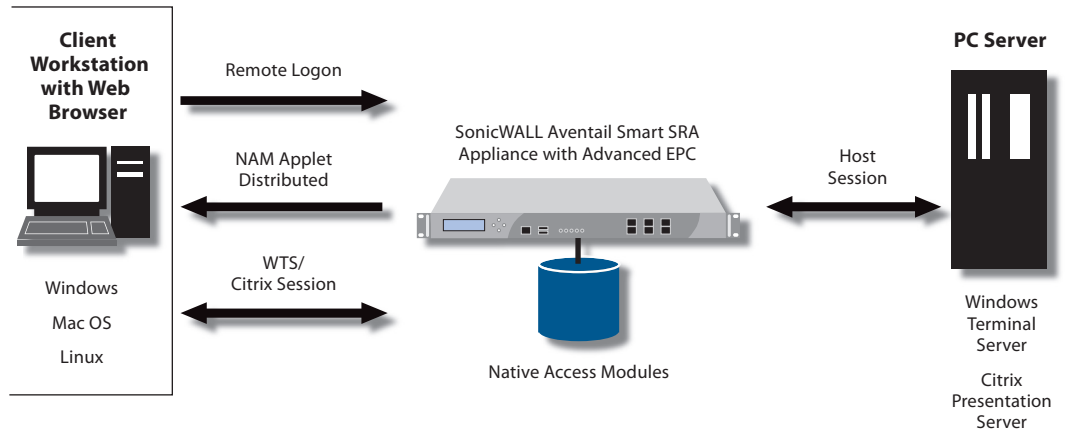 Client
Workstation
with Web
Browser
Windows
Mac OS
Linux
Remote Logon
NAM Applet
Distributed
WTS/
Citrix Session
SonicWALL Aventail Smart SRA
Appliance with Advanced EPC
Native Access Modules
Host
Session
PC Server
Windows
Terminal
Server
Citrix
Presentation
Server